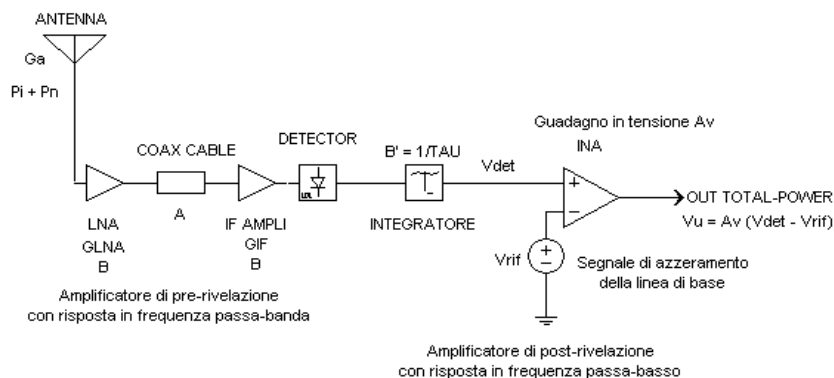 ANTENNA
Ga
Pi + Pn
COAX CABLE
A
LNA
GLNA
B
IF AMPLI
GIF
B
DETECTOR
B' = 1/TAU
INTEGRATORE
Vdet
Guadagno in tensione Av
INA
+
−
OUT TOTAL-POWER
Vu = Av (Vdet - Vrif)
Vrif
+
−
Segnale di azzeramento
della linea di base
Amplificatore di pre-rivelazione
con risposta in frequenza passa-banda
Amplificatore di post-rivelazione
con risposta in frequenza passa-basso